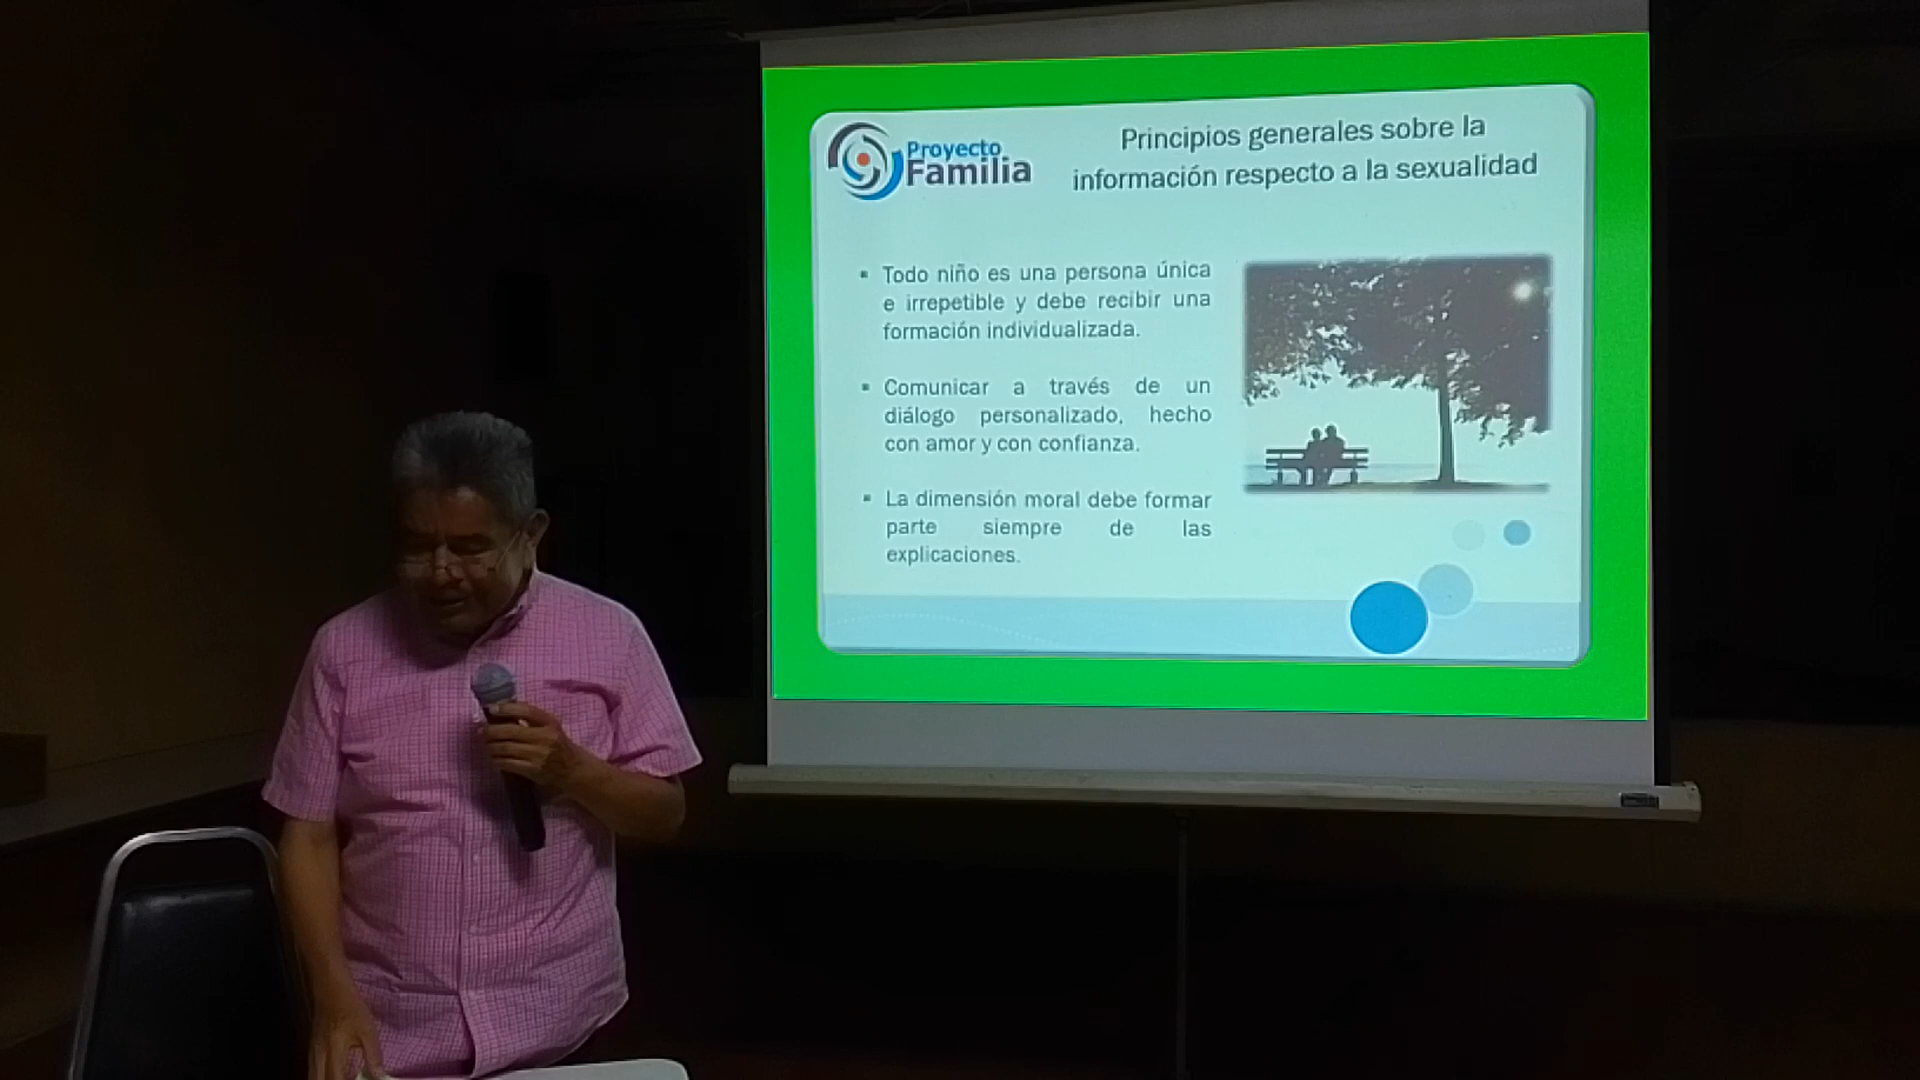 Proyecto
Familia
Principios generales sobre la
información respecto a la sexualidad
▪ Todo niño es una persona única
e irrepetible y debe recibir una
formación individualizada.
▪ Comunicar a través de un
diálogo personalizado, hecho
con amor y con confianza.
▪ La dimensión moral debe formar
parte siempre de las
explicaciones.